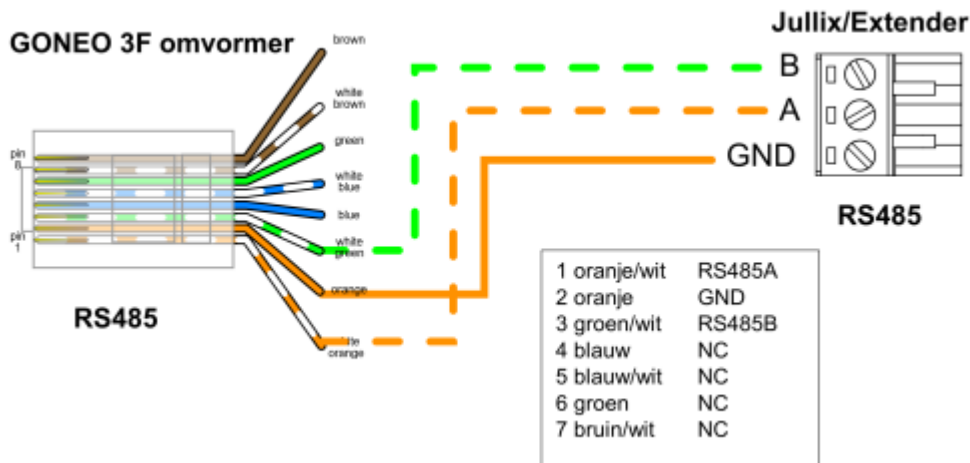 GONEO 3F omvormer
Jullix/Extender
brown
white
brown
green
white
blue
blue
white
green
orange
white
orange
pin
8
pin
1
RS485
B
A
GND
RS485
1 oranje/wit RS485A
2 oranje GND
3 groen/wit RS485B
4 blauw NC
5 blauw/wit NC
6 groen NC
7 bruin/wit NC